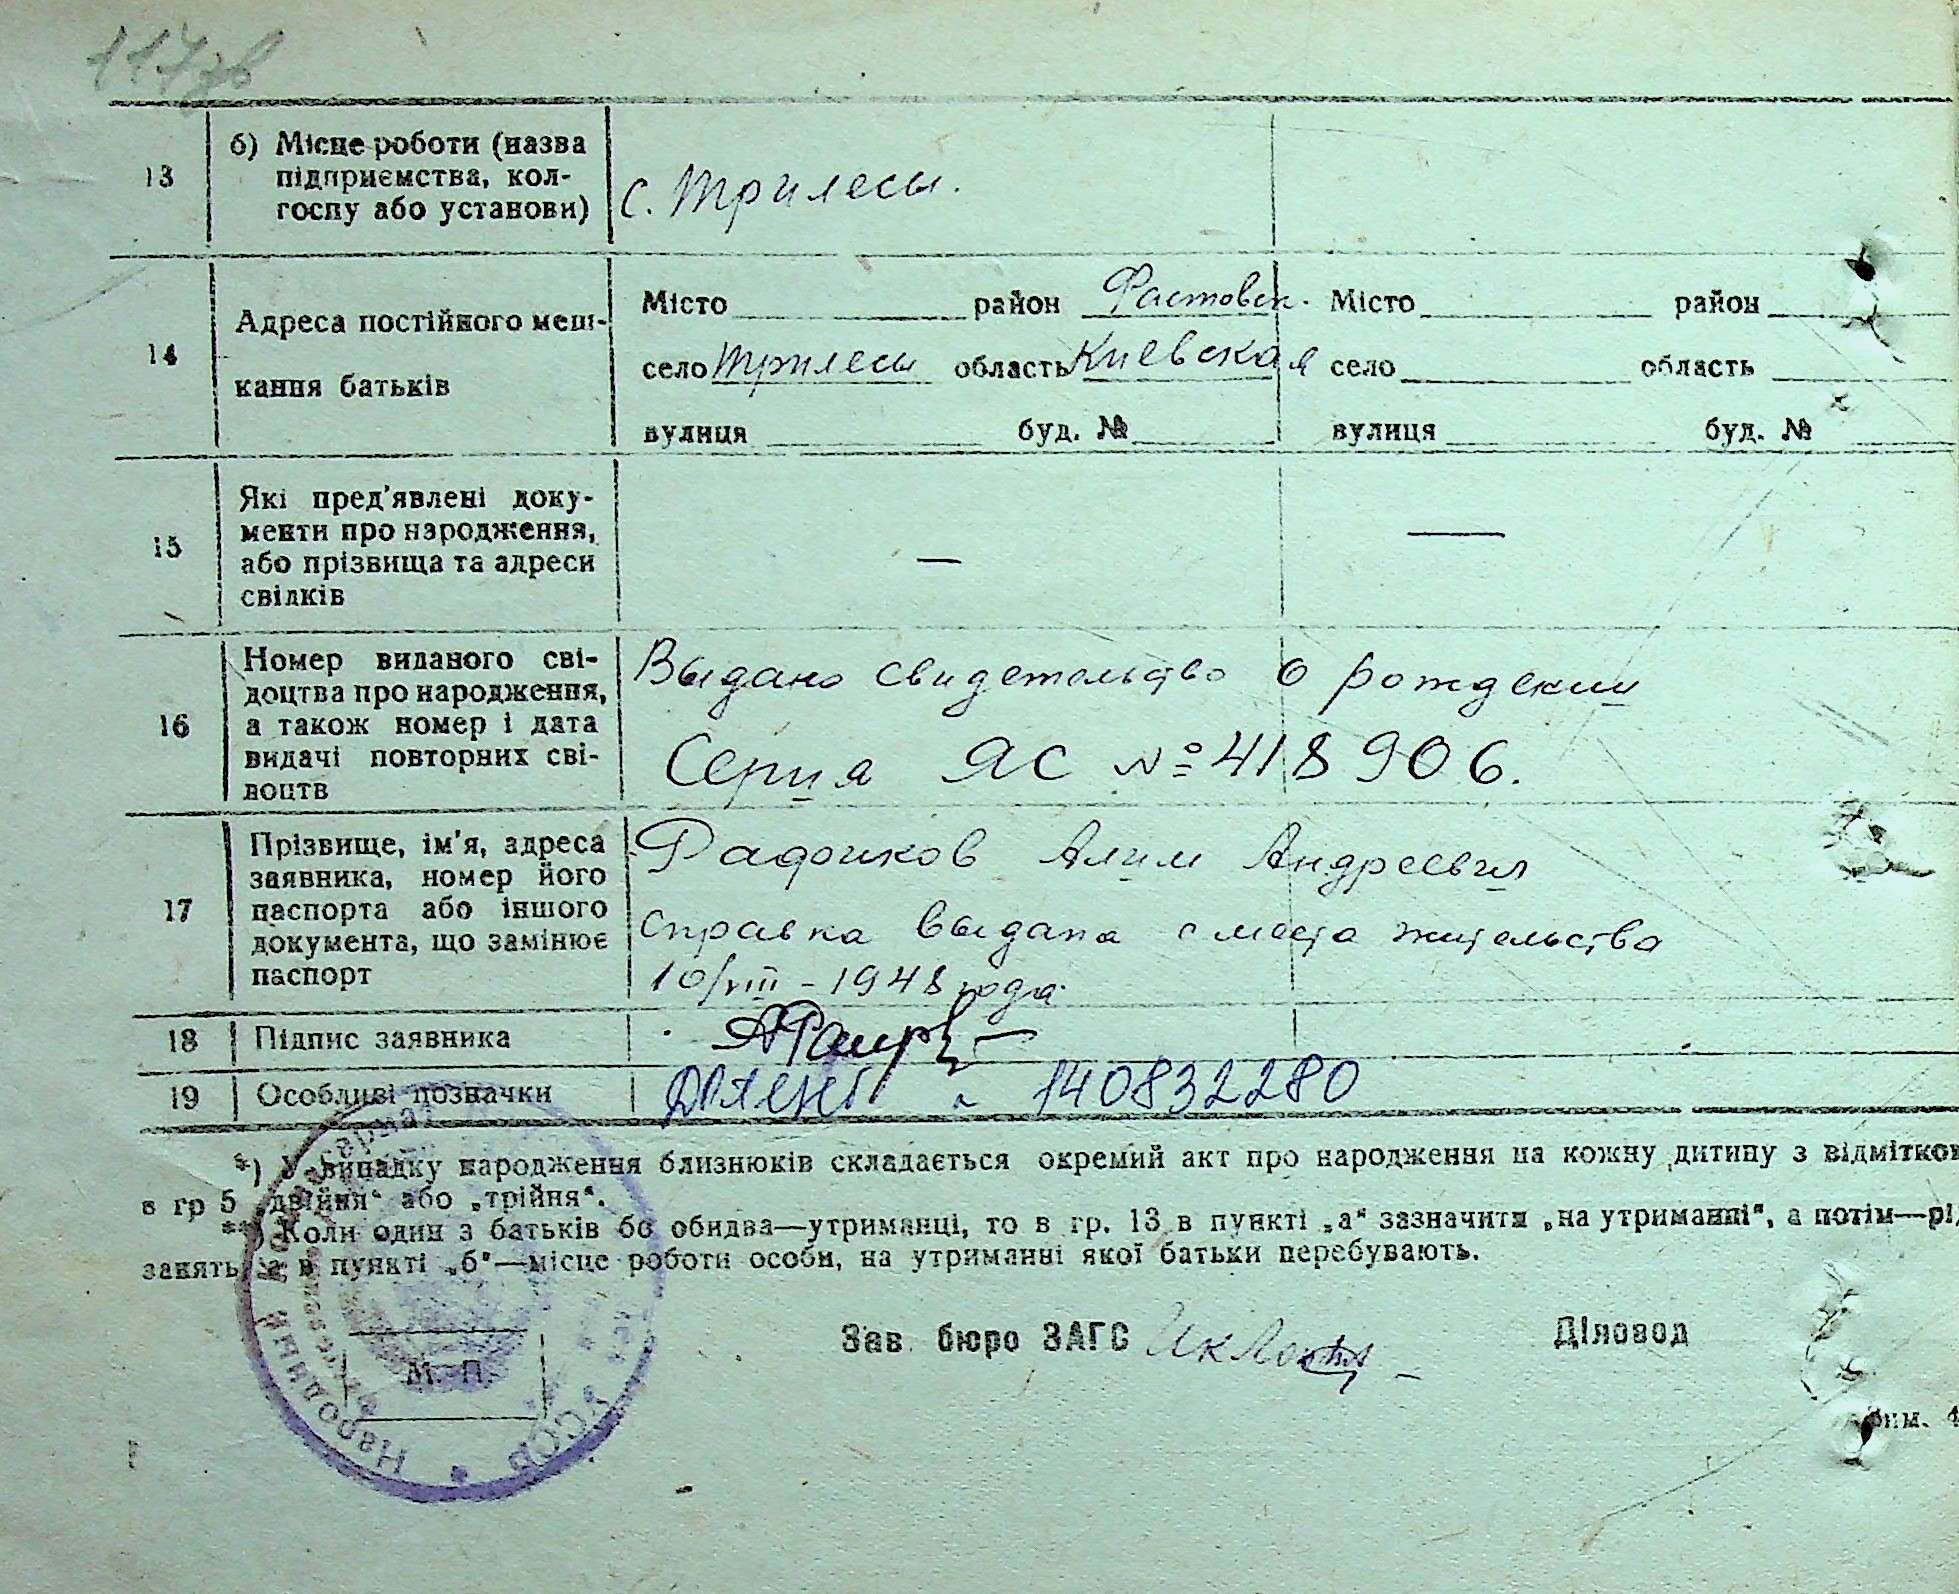 117зв
13
б) Місце роботи (назва
підприємства, кол-
госпу або установи)
с. Трилесы.
14
Адреса постійного меш-
кання батьків
Місто район Фастовск. Місто район
село Трилесы область Киевская село область
вулиця буд. № вулиця буд. №
15
Які пред'явлені доку-
менти про народження,
або прізвища та адреси
свідків
—
—
16
Номер виданого сві-
доцтва про народження,
а також номер і дата
видачі повторних сві-
доцтв
Выдано свидетельство о рождении
Серия ЯС № 418906.
17
Прізвище, ім'я, адреса
заявника, номер його
паспорта або іншого
документа, що замінює
паспорт
Алим Андреевич
справка выдана с места жительства
10/VIII – 1948 года.
18
Підпис заявника
19
Особливі позначки
140832280
*) У випадку народження близнюків складається окремий акт про народження на кожну дитину з відміткою
в гр 5 „двійня“ або „трійня“.
**) Коли один з батьків бо обидва—утриманці, то в гр. 13 в пункті „а“ зазначити „на утриманні“, а потім—рід
занять, а в пункті „б“—місце роботи особи, на утриманні якої батьки перебувають.
Зав. бюро ЗАГС
Діловод
М. П.
Народний Комісаріат
УССР